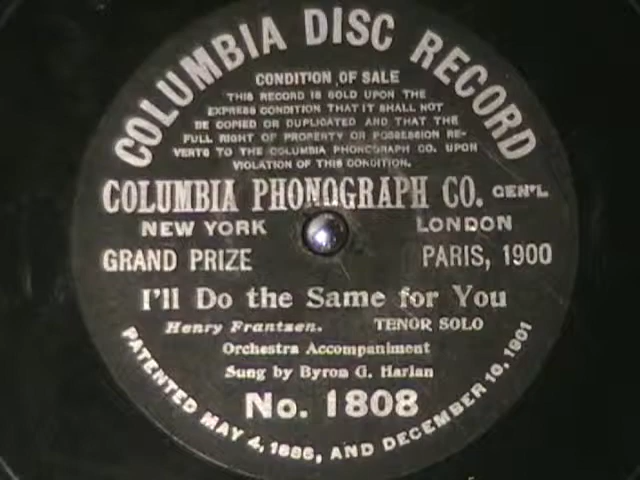 COLUMBIA DISC RECORD
CONDITION OF SALE
THIS RECORD IS SOLD UPON THE
EXPRESS CONDITION THAT IT SHALL NOT
BE COPIED OR DUPLICATED AND THAT THE
FULL RIGHT OF PROPERTY OR POSSESSION RE-
VERTS TO THE COLUMBIA PHONOGRAPH CO. UPON
VIOLATION OF THIS CONDITION.
COLUMBIA PHONOGRAPH CO. GEN'L
NEW YORK LONDON
GRAND PRIZE PARIS, 1900
I'll Do the Same for You
Henry Frantzen. TENOR SOLO
Orchestra Accompaniment
Sung by Byron G. Harlan
No. 1808
PATENTED MAY 4, 1886, AND DECEMBER 10, 1901